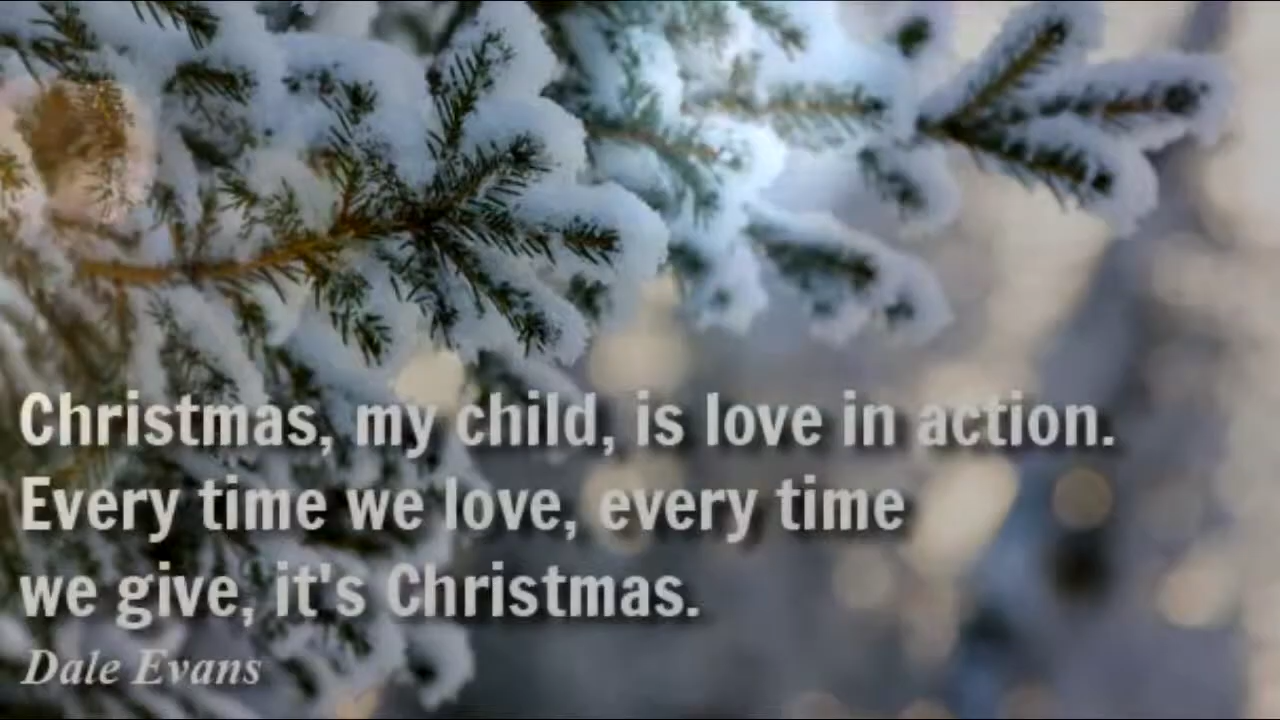 Christmas, my child, is love in action.
Every time we love, every time
we give, it's Christmas.
Dale Evans